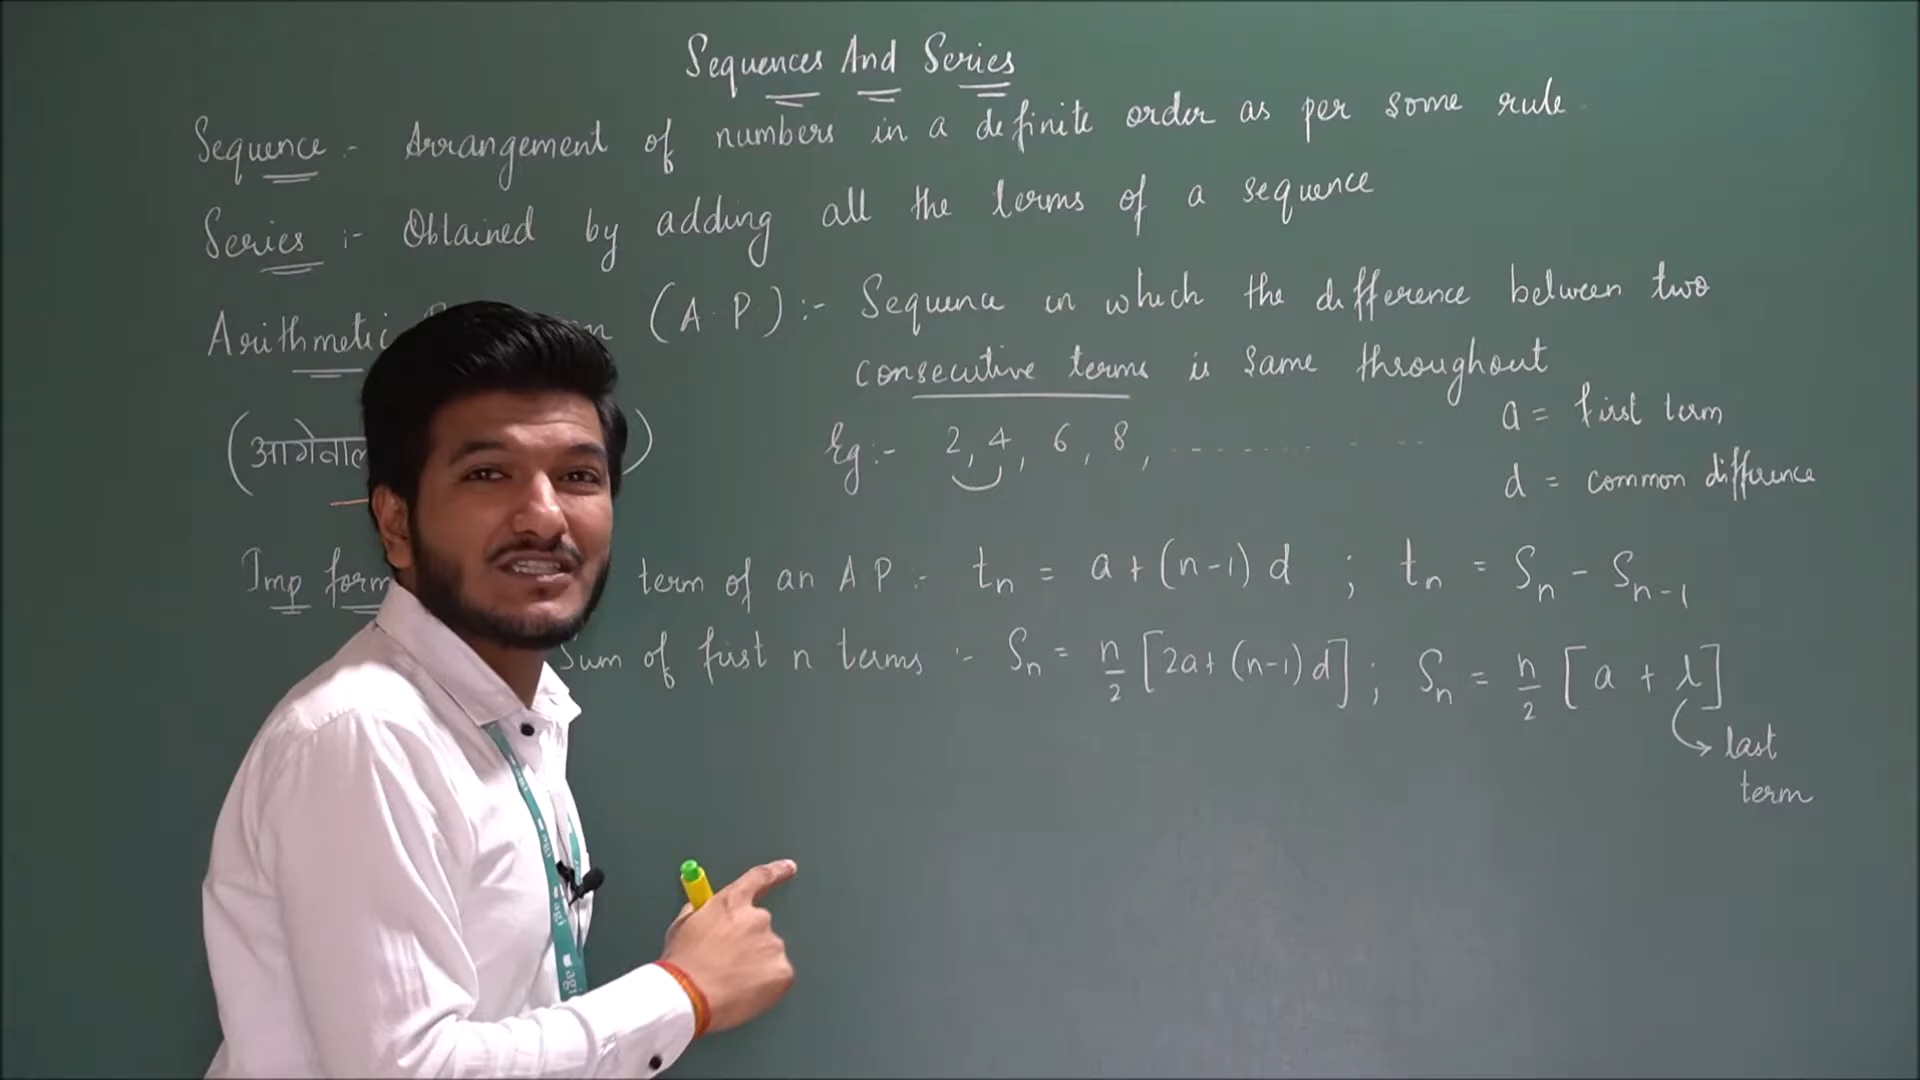 Sequences And Series
Sequence :- Arrangement of numbers in a definite order as per some rule
Series :- Obtained by adding all the terms of a sequence
Arithmetic (A.P.) :- Sequence in which the difference between two
consecutive terms is same throughout
Eg :- 2, 4, 6, 8, ..........
a = first term
d = common difference
Imp term of an A P :- tn = a + (n-1) d ; tn = Sn - Sn-1
Sum of first n terms :- Sn = n/2 [2a + (n-1) d] ; Sn = n/2 [a + l]
last
term